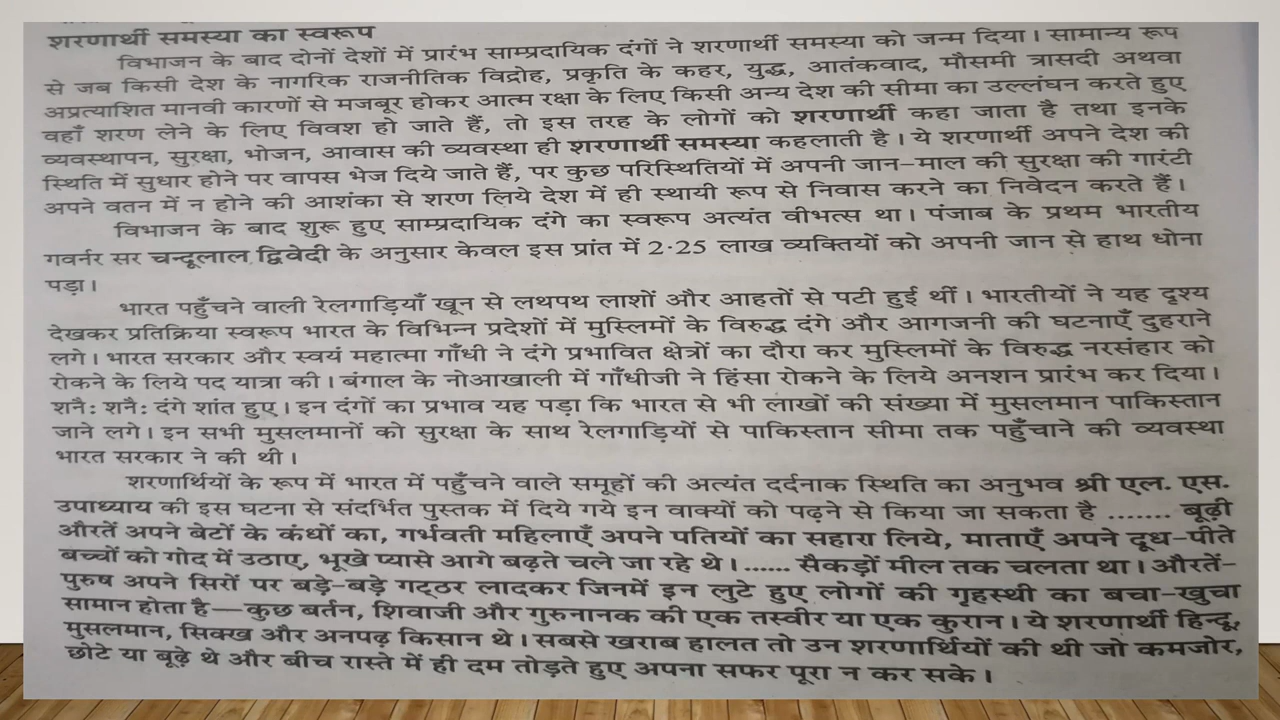 शरणार्थी समस्या का स्वरूप
विभाजन के बाद दोनों देशों में प्रारंभ साम्प्रदायिक दंगों ने शरणार्थी समस्या को जन्म दिया। सामान्य रूप
से जब किसी देश के नागरिक राजनीतिक विद्रोह, प्रकृति के कहर, युद्ध, आतंकवाद, मौसमी त्रासदी अथवा
अप्रत्याशित मानवी कारणों से मजबूर होकर आत्म रक्षा के लिए किसी अन्य देश की सीमा का उल्लंघन करते हुए
वहाँ शरण लेने के लिए विवश हो जाते हैं, तो इस तरह के लोगों को शरणार्थी कहा जाता है तथा इनके
व्यवस्थापन, सुरक्षा, भोजन, आवास की व्यवस्था ही शरणार्थी समस्या कहलाती है। ये शरणार्थी अपने देश की
स्थिति में सुधार होने पर वापस भेज दिये जाते हैं, पर कुछ परिस्थितियों में अपनी जान-माल की सुरक्षा की गारंटी
अपने वतन में न होने की आशंका से शरण लिये देश में ही स्थायी रूप से निवास करने का निवेदन करते हैं।
विभाजन के बाद शुरू हुए साम्प्रदायिक दंगे का स्वरूप अत्यंत वीभत्स था। पंजाब के प्रथम भारतीय
गवर्नर सर चन्दूलाल द्विवेदी के अनुसार केवल इस प्रांत में 2·25 लाख व्यक्तियों को अपनी जान से हाथ धोना
पड़ा।
भारत पहुँचने वाली रेलगाड़ियाँ खून से लथपथ लाशों और आहतों से पटी हुई थीं। भारतीयों ने यह दृश्य
देखकर प्रतिक्रिया स्वरूप भारत के विभिन्न प्रदेशों में मुस्लिमों के विरुद्ध दंगे और आगजनी की घटनाएँ दुहराने
लगे। भारत सरकार और स्वयं महात्मा गाँधी ने दंगे प्रभावित क्षेत्रों का दौरा कर मुस्लिमों के विरुद्ध नरसंहार को
रोकने के लिये पद यात्रा की। बंगाल के नोआखाली में गाँधीजी ने हिंसा रोकने के लिये अनशन प्रारंभ कर दिया।
शनै: शनै: दंगे शांत हुए। इन दंगों का प्रभाव यह पड़ा कि भारत से भी लाखों की संख्या में मुसलमान पाकिस्तान
जाने लगे। इन सभी मुसलमानों को सुरक्षा के साथ रेलगाड़ियों से पाकिस्तान सीमा तक पहुँचाने की व्यवस्था
भारत सरकार ने की थी।
शरणार्थियों के रूप में भारत में पहुँचने वाले समूहों की अत्यंत दर्दनाक स्थिति का अनुभव श्री एल. एस.
उपाध्याय की इस घटना से संदर्भित पुस्तक में दिये गये इन वाक्यों को पढ़ने से किया जा सकता है ........ बूढ़ी
औरतें अपने बेटों के कंधों का, गर्भवती महिलाएँ अपने पतियों का सहारा लिये, माताएँ अपने दूध-पीते
बच्चों को गोद में उठाए, भूखे प्यासे आगे बढ़ते चले जा रहे थे। ...... सैकड़ों मील तक चलता था। औरतें-
पुरुष अपने सिरों पर बड़े-बड़े गट्ठर लादकर जिनमें इन लुटे हुए लोगों की गृहस्थी का बचा-खुचा
सामान होता है—कुछ बर्तन, शिवाजी और गुरुनानक की एक तस्वीर या एक कुरान। ये शरणार्थी हिन्दू,
मुसलमान, सिक्ख और अनपढ़ किसान थे। सबसे खराब हालत तो उन शरणार्थियों की थी जो कमजोर,
छोटे या बूढ़े थे और बीच रास्ते में ही दम तोड़ते हुए अपना सफर पूरा न कर सके।